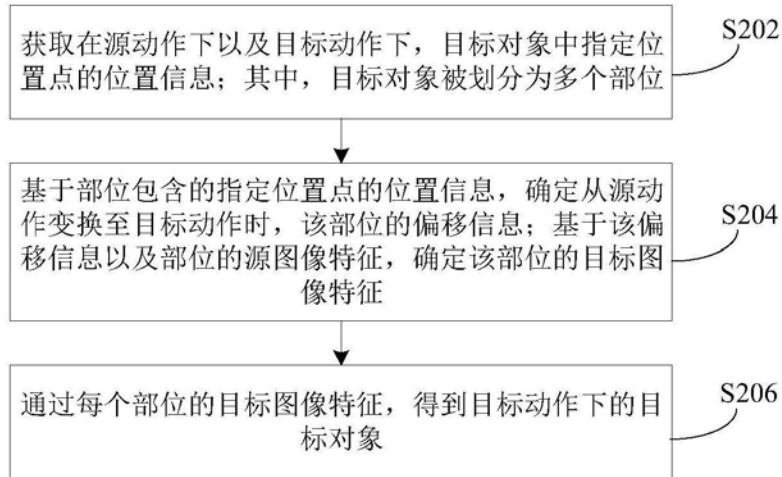 获取在源动作下以及目标动作下，目标对象中指定位
置点的位置信息；其中，目标对象被划分为多个部位
S202
基于部位包含的指定位置点的位置信息，确定从源动
作变换至目标动作时，该部位的偏移信息；基于该偏
移信息以及部位的源图像特征，确定该部位的目标图
像特征
S204
通过每个部位的目标图像特征，得到目标动作下的目
标对象
S206